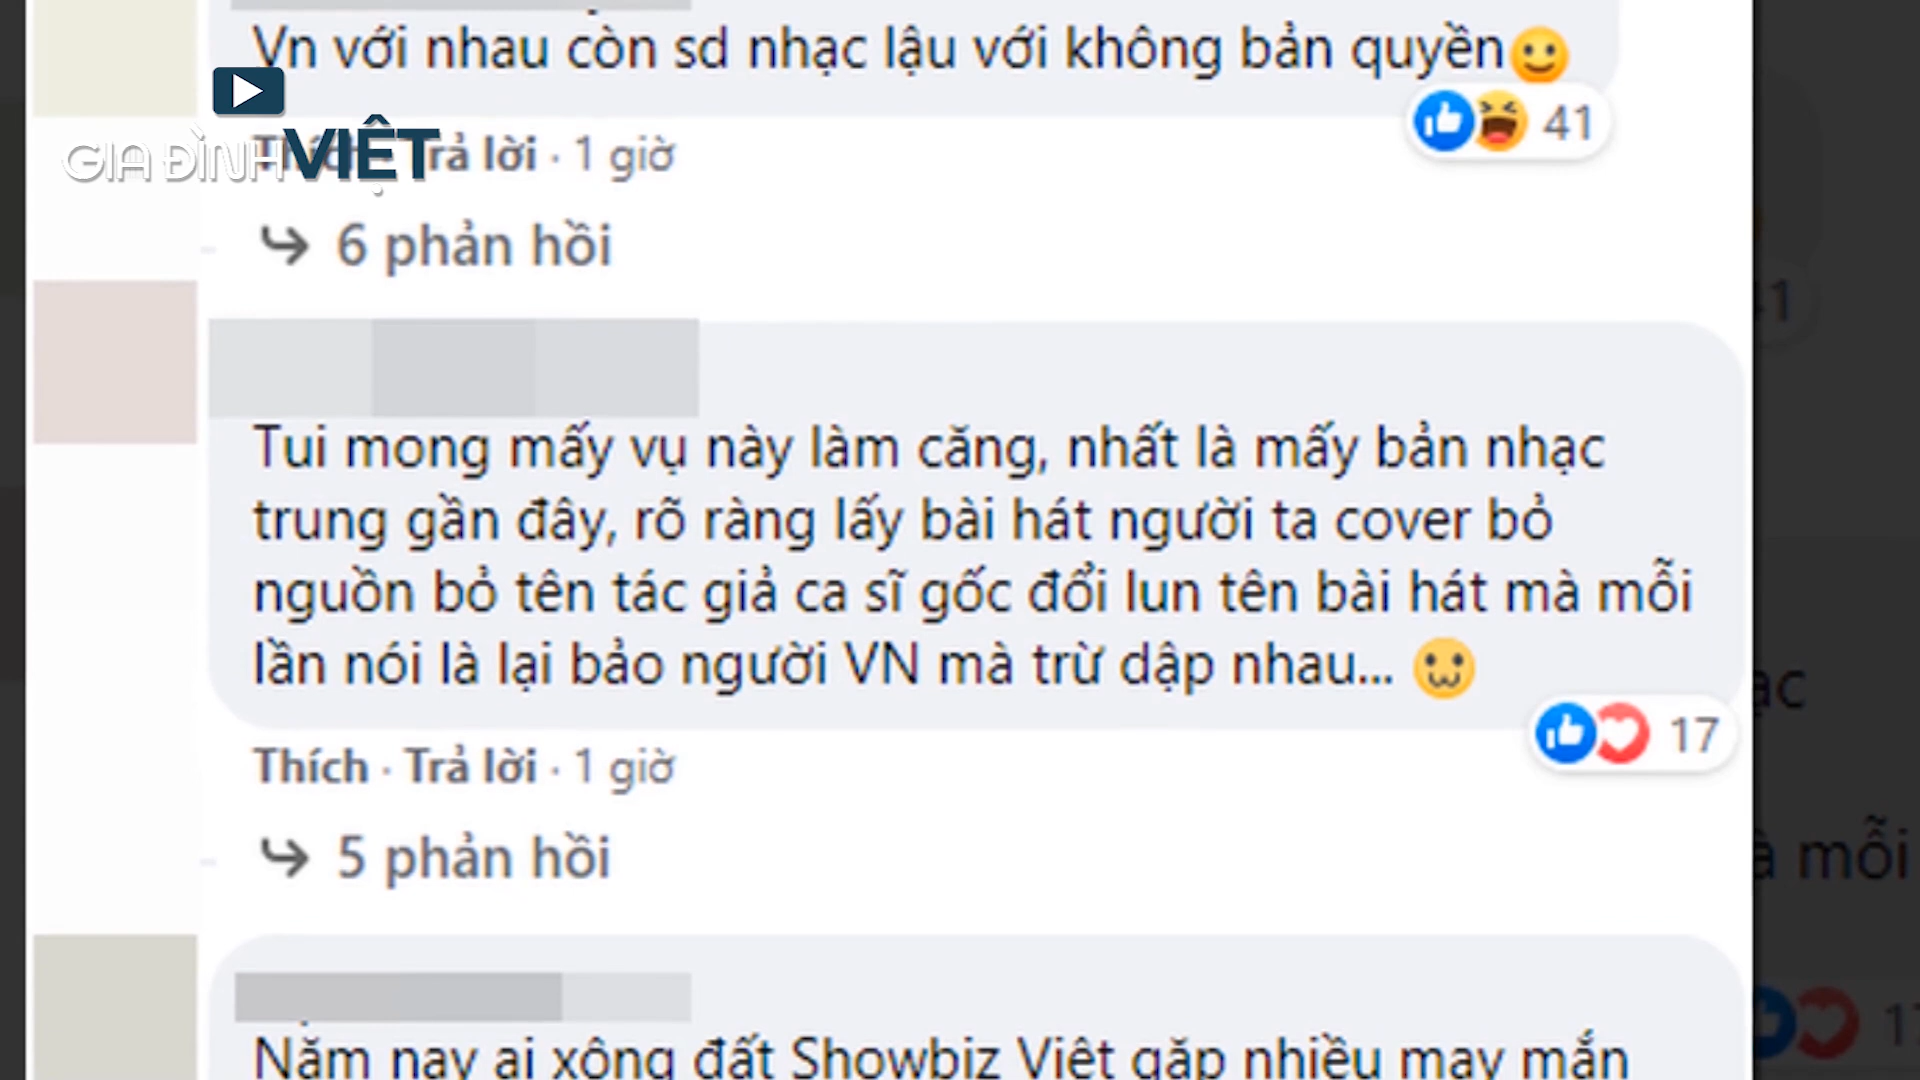 Vn với nhau còn sd nhạc lậu với không bản quyền
41
GIA ĐÌNH VIỆT
Trả lời · 1 giờ
6 phản hồi
Tui mong mấy vụ này làm căng, nhất là mấy bản nhạc
trung gần đây, rõ ràng lấy bài hát người ta cover bỏ
nguồn bỏ tên tác giả ca sĩ gốc đổi lun tên bài hát mà mỗi
lần nói là lại bảo người VN mà trừ dập nhau...
17
Thích · Trả lời · 1 giờ
5 phản hồi
Năm nay ai xông đất Showbiz Việt gặp nhiều may mắn
mỗi